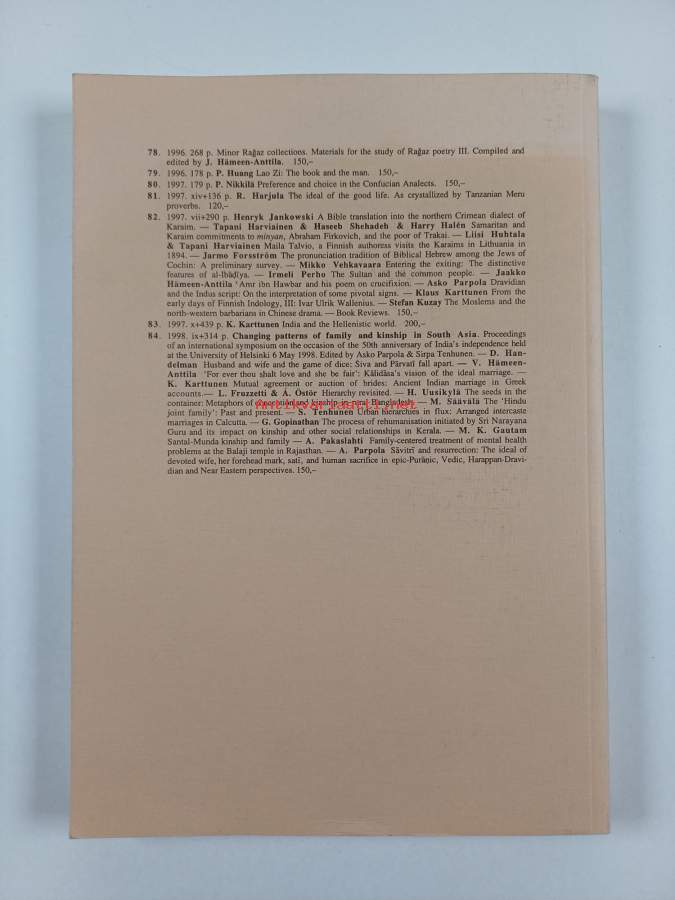 78. 1996. 268 p. Minor Raǧaz collections. Materials for the study of Raǧaz poetry III. Compiled and
edited by J. Hämeen-Anttila. 150,–
79. 1996. 178 p. P. Huang Lao Zi: The book and the man. 150,–
80. 1997. 179 p. P. Nikkilä Preference and choice in the Confucian Analects. 150,–
81. 1997. xiv+136 p. R. Harjula The ideal of the good life. As crystallized by Tanzanian Meru
proverbs. 120,–
82. 1997. vii+290 p. Henryk Jankowski A Bible translation into the northern Crimean dialect of
Karaim. — Tapani Harviainen & Haseeb Shehadeh & Harry Halén Samaritan and
Karaim commitments to minyan, Abraham Firkovich, and the poor of Trakai. — Liisi Huhtala
& Tapani Harviainen Maila Talvio, a Finnish authoress visits the Karaims in Lithuania in
1894. — Jarmo Forsström The pronunciation tradition of Biblical Hebrew among the Jews of
Cochin: A preliminary survey. — Mikko Vehkavaara Entering the exiting: The distinctive
features of al-bādīya. — Irmeli Perho The Sultan and the common people. — Jaakko
Hämeen-Anttila ‘Amr ibn Hawbar and his poem on crucifixion. — Asko Parpola Dravidian
and the Indus script: On the interpretation of some pivotal signs. — Klaus Karttunen From the
early days of Finnish Indology, III: Ivar Ulrik Wallenius. — Stefan Kuzay The Moslems and the
north-western barbarians in Chinese drama. — Book Reviews. 150,–
83. 1997. x+439 p. K. Karttunen India and the Hellenistic world. 200,–
84. 1998. ix+314 p. Changing patterns of family and kinship in South Asia. Proceedings
of an international symposium on the occasion of the 50th anniversary of India's independence held
at the University of Helsinki 6 May 1998. Edited by Asko Parpola & Sirpa Tenhunen. — D. Han-
delman Husband and wife and the game of dice: Śiva and Pārvatī fall apart. — V. Hämeen-
Anttila ‘For ever thou shalt love and she be fair’: Kālidāsa's vision of the ideal marriage. —
K. Karttunen Mutual agreement or auction of brides: Ancient Indian marriage in Greek
accounts.— L. Fruzzetti & Á. Östör Hierarchy revisited. — H. Uusikylä The seeds in the
container: Metaphors of conception and kinship in rural Bangladesh. — M. Säävälä The ‘Hindu
joint family’: Past and present. — S. Tenhunen Urban hierarchies in flux: Arranged intercaste
marriages in Calcutta. — G. Gopinathan The process of rehumanisation initiated by Sri Narayana
Guru and its impact on kinship and other social relationships in Kerala. — M. K. Gautam
Santal-Munda kinship and family — A. Pakaslahti Family-centered treatment of mental health
problems at the Balaji temple in Rajasthan. — A. Parpola Sāvitrī and resurrection: The ideal of
devoted wife, her forehead mark, satī, and human sacrifice in epic-Purāṇic, Vedic, Harappan-Dravi-
dian and Near Eastern perspectives. 150,–